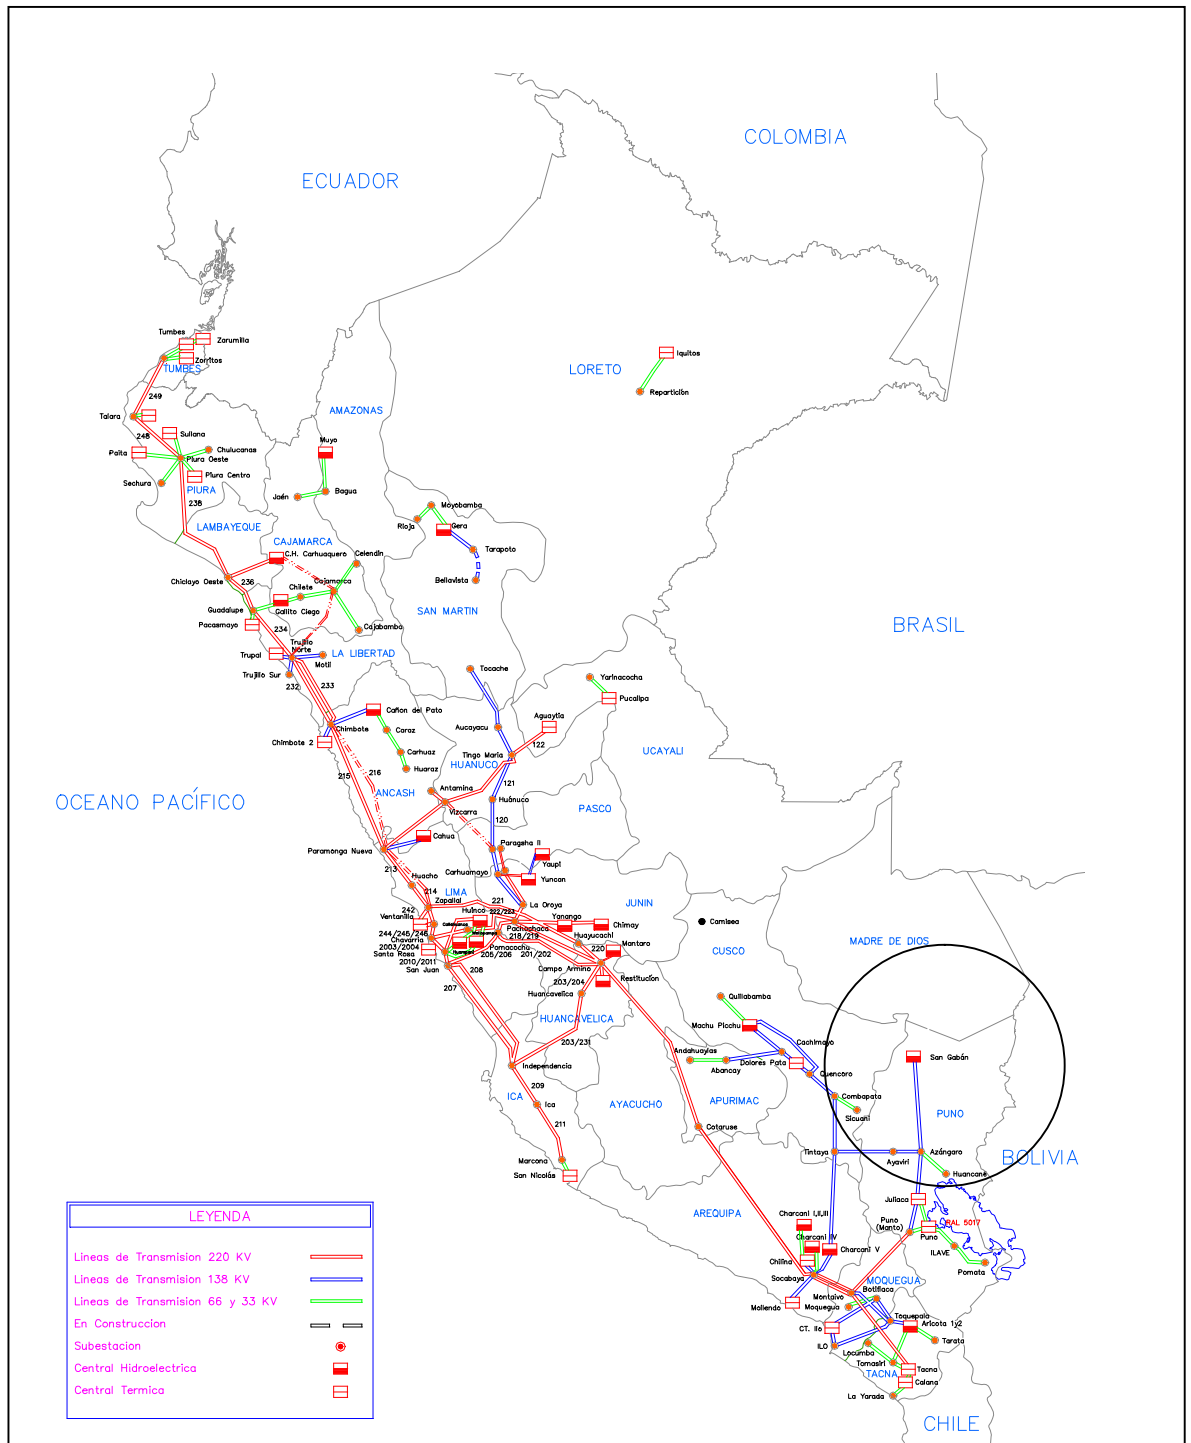 COLOMBIA
ECUADOR
Tumbes
Zarumilla
Zorritos
TUMBES
Iquitos
LORETO
Repartición
249
Talara
248
Sullana
AMAZONAS
Paita
Chulucanas
Piura Oeste
Muyo
Sechura
Piura Centro
PIURA
238
Jaén
Bagua
Moyobamba
Rioja
Gera
LAMBAYEQUE
CAJAMARCA
C.H. Carhuaquero
Celendín
Tarapoto
Chiclayo Oeste
236
Chilete
Cajamarca
Bellavista
Guadalupe
Gallito Ciego
SAN MARTIN
Pacasmayo
234
Cajabamba
BRASIL
Trujillo
Norte
Trupal
Motil
LA LIBERTAD
Trujillo Sur
232
233
Tocache
Yarinacocha
Pucallpa
Cañon del Pato
Chimbote
Caraz
Aucayacu
Aguaytía
Chimbote 2
Carhuaz
Tingo María
122
UCAYALI
215
216
Huaraz
HUANUCO
OCEANO PACÍFICO
ANCASH
Antamina
121
Huánuco
Vizcarra
PASCO
120
Cahua
Paramonga Nueva
Paragsha II
Yaupi
213
Carhuamayo
Yuncan
Huacho
214
LIMA
Zapallal
221
La Oroya
JUNIN
242
Huinco
222/223
Ventanilla
Pachachaca
Yanango
Chimay
Camisea
244/245/246
Chavarria
218/219
Huayucachi
2003/2004
Santa Rosa
Huampaní
Pomacocha
220
Mantaro
CUSCO
MADRE DE DIOS
2010/2011
205/206
201/202
San Juan
208
Campo Armino
207
203/204
Restitución
Huancavelica
Quillabamba
HUANCAVELICA
Machu Picchu
203/231
Cachimayo
Independencia
Andahuaylas
Abancay
Dolores Pata
Quencoro
San Gabán
209
ICA
Ica
AYACUCHO
APURIMAC
Combapata
Sicuani
PUNO
211
Cotaruse
Marcona
Tintaya
Ayaviri
Azángaro
BOLIVIA
San Nicolás
Huancane
Juliaca
AREQUIPA
Charcani I,II,III
Puno
(Manto)
Puno
RAL 5017
Charcani IV
Charcani V
ILAVE
Chilina
Socabaya
Pomata
MOQUEGUA
Mollendo
Montalvo
Botiflaca
Moquegua
Toquepala
Aricota 1y2
CT. Ilo
ILO
Tarata
Locumba
Tomasiri
Tacna
TACNA
Calana
La Yarada
CHILE
LEYENDA
Lineas de Transmision 220 KV
Lineas de Transmision 138 KV
Lineas de Transmision 66 y 33 KV
En Construccion
Subestacion
Central Hidroelectrica
Central Termica